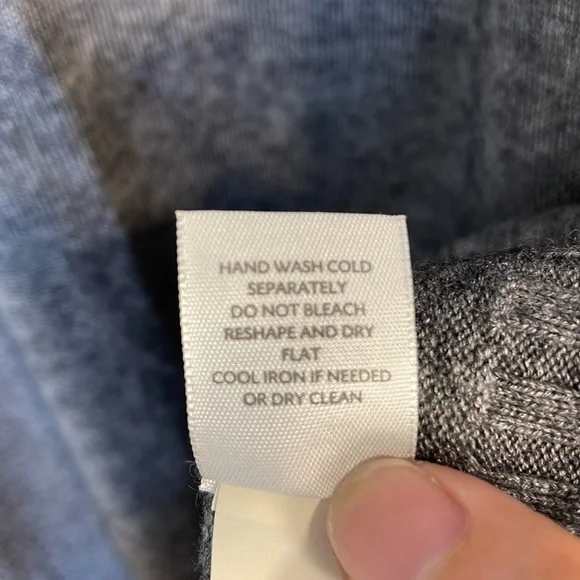 HAND WASH COLD
SEPARATELY
DO NOT BLEACH
RESHAPE AND DRY
FLAT
COOL IRON IF NEEDED
OR DRY CLEAN